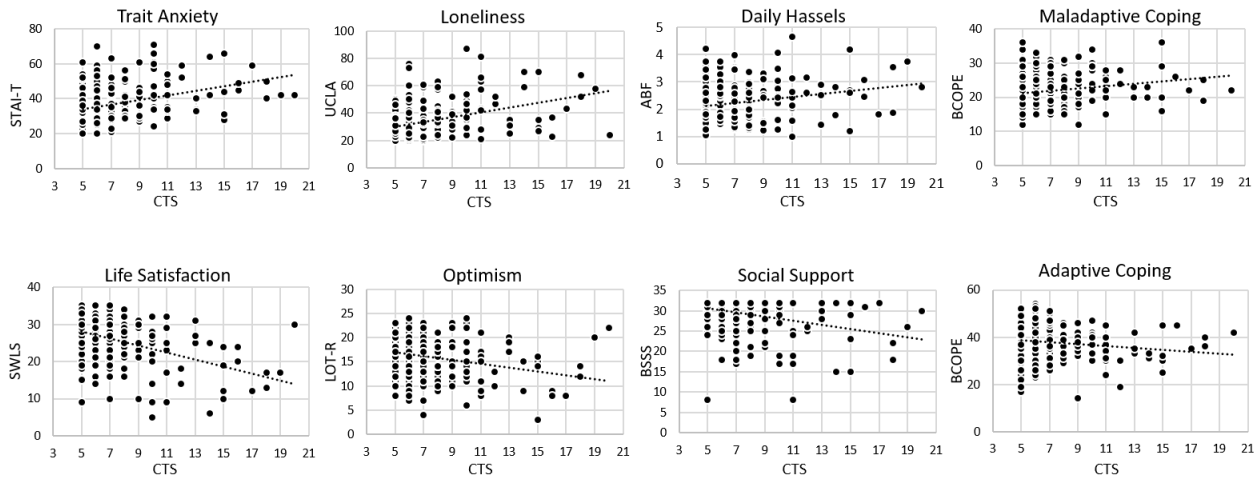 Trait Anxiety
80
60
40
20
0
STAI-T
3 5 7 9 11 13 15 17 19 21
CTS
Loneliness
100
80
60
40
20
0
UCLA
3 5 7 9 11 13 15 17 19 21
CTS
Daily Hassels
5
4
3
2
1
0
ABF
3 5 7 9 11 13 15 17 19 21
CTS
Maladaptive Coping
40
30
20
10
0
BCOPE
3 5 7 9 11 13 15 17 19 21
CTS
Life Satisfaction
40
30
20
10
0
SWLS
3 5 7 9 11 13 15 17 19 21
CTS
Optimism
30
25
20
15
10
5
0
LOT-R
3 5 7 9 11 13 15 17 19 21
CTS
Social Support
35
30
25
20
15
10
5
0
BSSS
3 5 7 9 11 13 15 17 19 21
CTS
Adaptive Coping
60
40
20
0
BCOPE
3 5 7 9 11 13 15 17 19 21
CTS